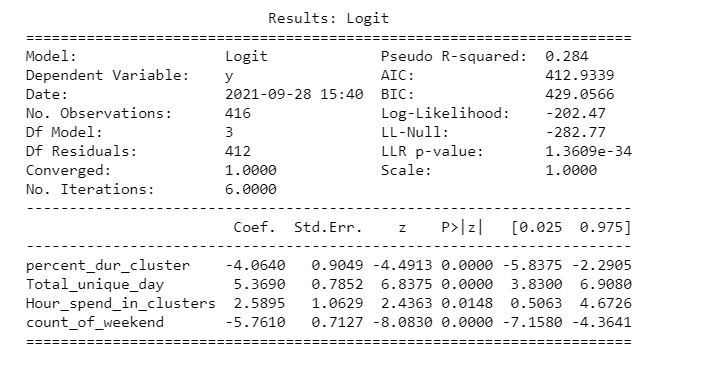 Results: Logit
=================================================================
Model: Logit Pseudo R-squared: 0.284
Dependent Variable: y AIC: 412.9339
Date: 2021-09-28 15:40 BIC: 429.0566
No. Observations: 416 Log-Likelihood: -202.47
Df Model: 3 LL-Null: -282.77
Df Residuals: 412 LLR p-value: 1.3609e-34
Converged: 1.0000 Scale: 1.0000
No. Iterations: 6.0000
-----------------------------------------------------------------
Coef. Std.Err. z P>|z| [0.025 0.975]
-----------------------------------------------------------------
percent_dur_cluster -4.0640 0.9049 -4.4913 0.0000 -5.8375 -2.2905
Total_unique_day 5.3690 0.7852 6.8375 0.0000 3.8300 6.9080
Hour_spend_in_clusters 2.5895 1.0629 2.4363 0.0148 0.5063 4.6726
count_of_weekend -5.7610 0.7127 -8.0830 0.0000 -7.1580 -4.3641
=================================================================